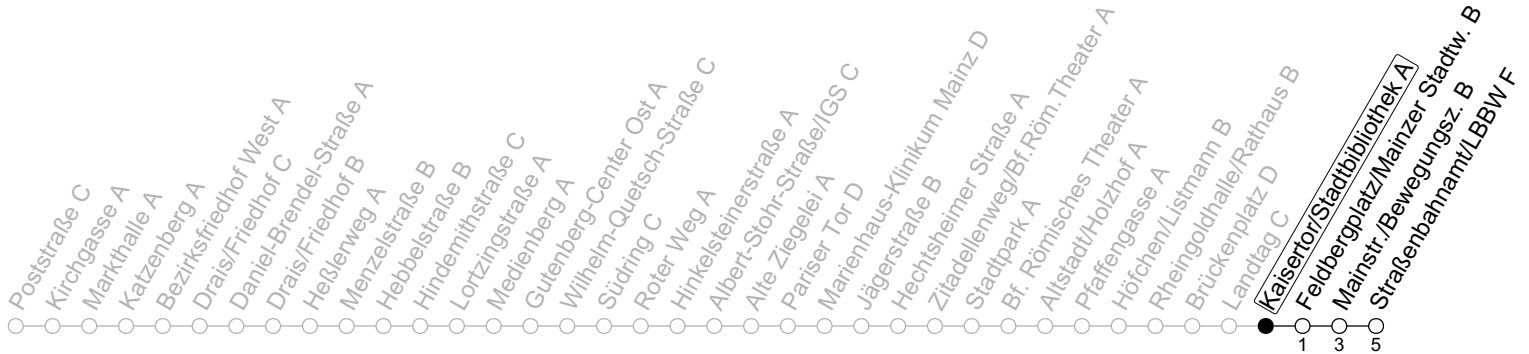 Poststraße C
Kirchgasse A
Markthalle A
Katzenberg A
Bezirksfriedhof West A
Drais/Friedhof C
Daniel-Brendel-Straße A
Drais/Friedhof B
Heßlerweg A
Menzelstraße B
Hebbelstraße B
Hindemithstraße C
Lortzingstraße A
Medienberg A
Gutenberg-Center Ost A
Wilhelm-Quetsch-Straße C
Südring C
Roter Weg A
Hinkelsteinerstraße A
Albert-Stohr-Straße/IGS C
Alte Ziegelei A
Pariser Tor D
Marienhaus-Klinikum Mainz D
Jägerstraße B
Hechtsheimer Straße A
Zitadellenweg/Bf.Röm.Theater A
Stadtpark A
Bf. Römisches Theater A
Altstadt/Holzhof A
Pfaffengasse A
Höfchen/Listmann B
Rheingoldhalle/Rathaus B
Brückenplatz D
Landtag C
Kaisertor/Stadtbibliothek A
Feldbergplatz/Mainzer Stadtw. B
Mainstr./Bewegungsz. B
Straßenbahnamt/LBBW F
1 3 5